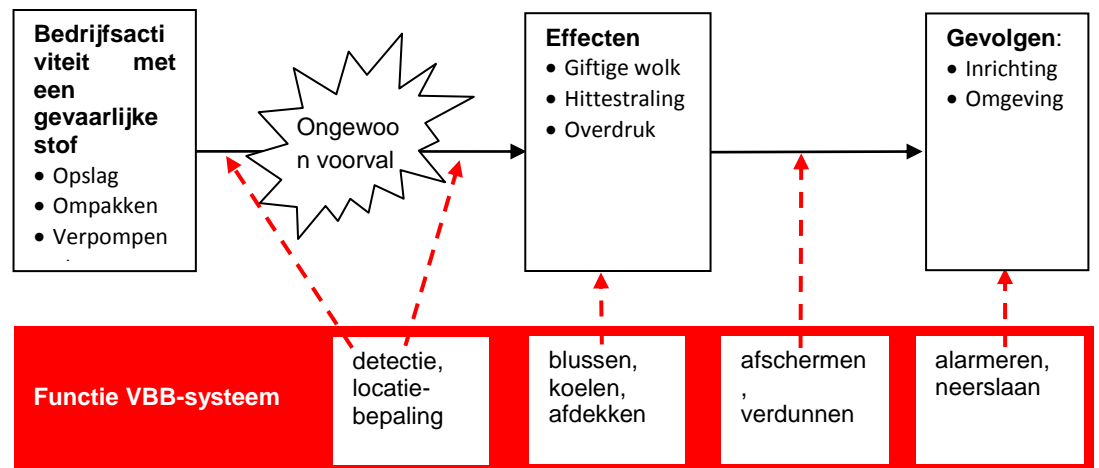 Bedrijfsacti
viteit met
een
gevaarlijke
stof
• Opslag
• Ompakken
• Verpompen
Ongewoo
n voorval
Effecten
• Giftige wolk
• Hittestraling
• Overdruk
Gevolgen:
• Inrichting
• Omgeving
Functie VBB-systeem
detectie,
locatie-
bepaling
blussen,
koelen,
afdekken
afschermen
,
verdunnen
alarmeren,
neerslaan